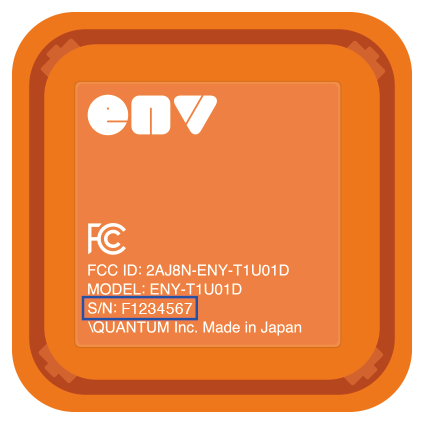 env
FC
FCC ID: 2AJ8N-ENY-T1U01D
MODEL: ENY-T1U01D
S/N: F1234567
\QUANTUM Inc. Made in Japan